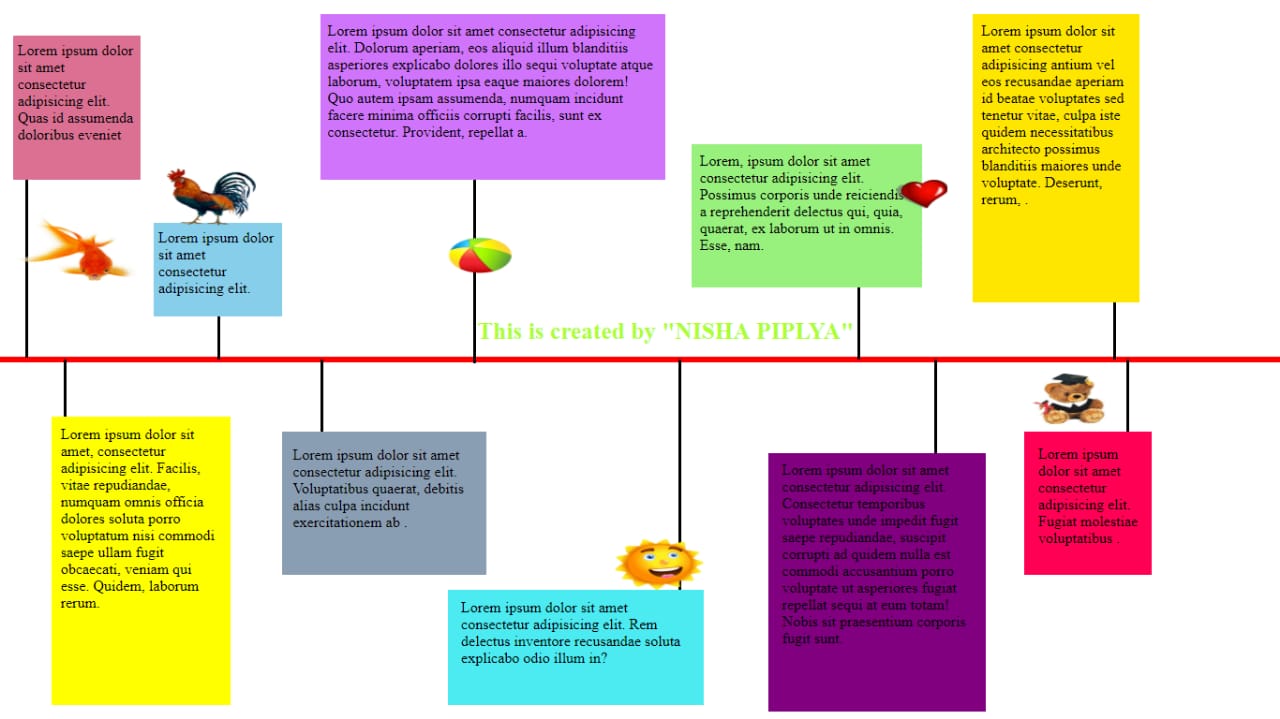 Lorem ipsum dolor
sit amet
consectetur
adipisicing elit.
Quas id assumenda
doloribus eveniet
Lorem ipsum dolor
sit amet
consectetur
adipisicing elit.
Lorem ipsum dolor sit amet consectetur adipisicing
elit. Dolorum aperiam, eos aliquid illum blanditiis
asperiores explicabo dolores illo sequi voluptate atque
laborum, voluptatem ipsa eaque maiores dolorem!
Quo autem ipsam assumenda, numquam incidunt
facere minima officiis corrupti facilis, sunt ex
consectetur. Provident, repellat a.
Lorem, ipsum dolor sit amet
consectetur adipisicing elit.
Possimus corporis unde reiciendis
a reprehenderit delectus qui, quia,
quaerat, ex laborum ut in omnis.
Esse, nam.
Lorem ipsum dolor sit
amet consectetur
adipisicing antium vel
eos recusandae aperiam
id beatae voluptates sed
tenetur vitae, culpa iste
quidem necessitatibus
architecto possimus
blanditiis maiores unde
voluptate. Deserunt,
rerum, .
This is created by "NISHA PIPLYA"
Lorem ipsum dolor sit
amet, consectetur
adipisicing elit. Facilis,
vitae repudiandae,
numquam omnis officia
dolores soluta porro
voluptatum nisi commodi
saepe ullam fugit
obcaecati, veniam qui
esse. Quidem, laborum
rerum.
Lorem ipsum dolor sit amet
consectetur adipisicing elit.
Voluptatibus quaerat, debitis
alias culpa incidunt
exercitationem ab .
Lorem ipsum dolor sit amet
consectetur adipisicing elit. Rem
delectus inventore recusandae soluta
explicabo odio illum in?
Lorem ipsum dolor sit amet
consectetur adipisicing elit.
Consectetur temporibus
voluptates unde impedit fugit
saepe repudiandae, suscipit
corrupti ad quidem nulla est
commodi accusantium porro
voluptate ut asperiores fugiat
repellat sequi at eum totam!
Nobis sit praesentium corporis
fugit sunt.
Lorem ipsum
dolor sit amet
consectetur
adipisicing elit.
Fugiat molestiae
voluptatibus .